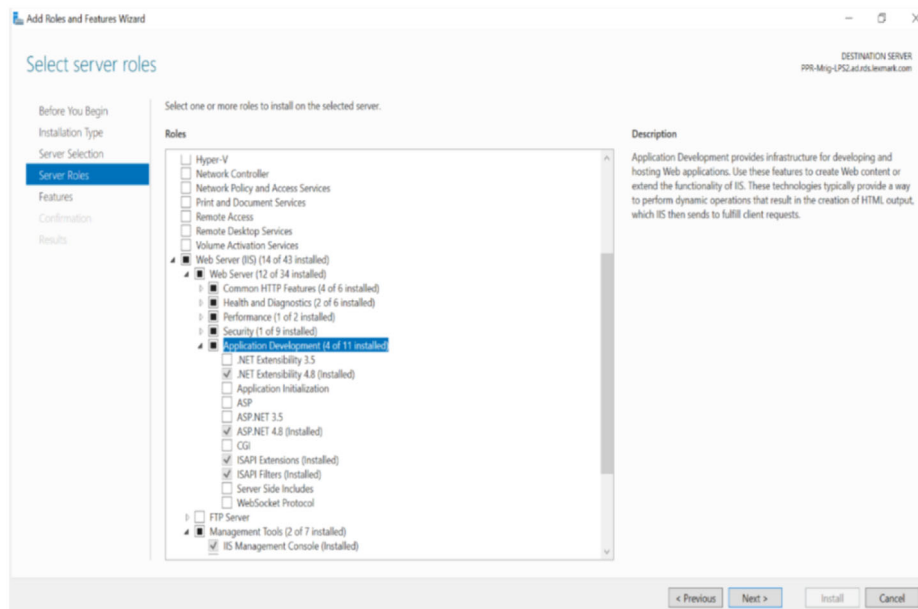 Add Roles and Features Wizard
Select server roles
DESTINATION SERVER
PPR-Mnig-LPS2.ad.rds.lexmark.com
Before You Begin
Installation Type
Server Selection
Server Roles
Features
Confirmation
Results
Select one or more roles to install on the selected server.
Roles
Hyper-V
Network Controller
Network Policy and Access Services
Print and Document Services
Remote Access
Remote Desktop Services
Volume Activation Services
Web Server (IIS) (14 of 43 installed)
Web Server (12 of 34 installed)
Common HTTP Features (4 of 6 installed)
Health and Diagnostics (2 of 6 installed)
Performance (1 of 2 installed)
Security (1 of 9 installed)
Application Development (4 of 11 installed)
.NET Extensibility 3.5
.NET Extensibility 4.8 (Installed)
Application Initialization
ASP
ASP.NET 3.5
ASP.NET 4.8 (Installed)
CGI
ISAPI Extensions (Installed)
ISAPI Filters (Installed)
Server Side Includes
WebSocket Protocol
FTP Server
Management Tools (2 of 7 installed)
IIS Management Console (Installed)
Description
Application Development provides infrastructure for developing and
hosting Web applications. Use these features to create Web content or
extend the functionality of IIS. These technologies typically provide a way
to perform dynamic operations that result in the creation of HTML output,
which IIS then sends to fulfill client requests.
< Previous
Next >
Install
Cancel